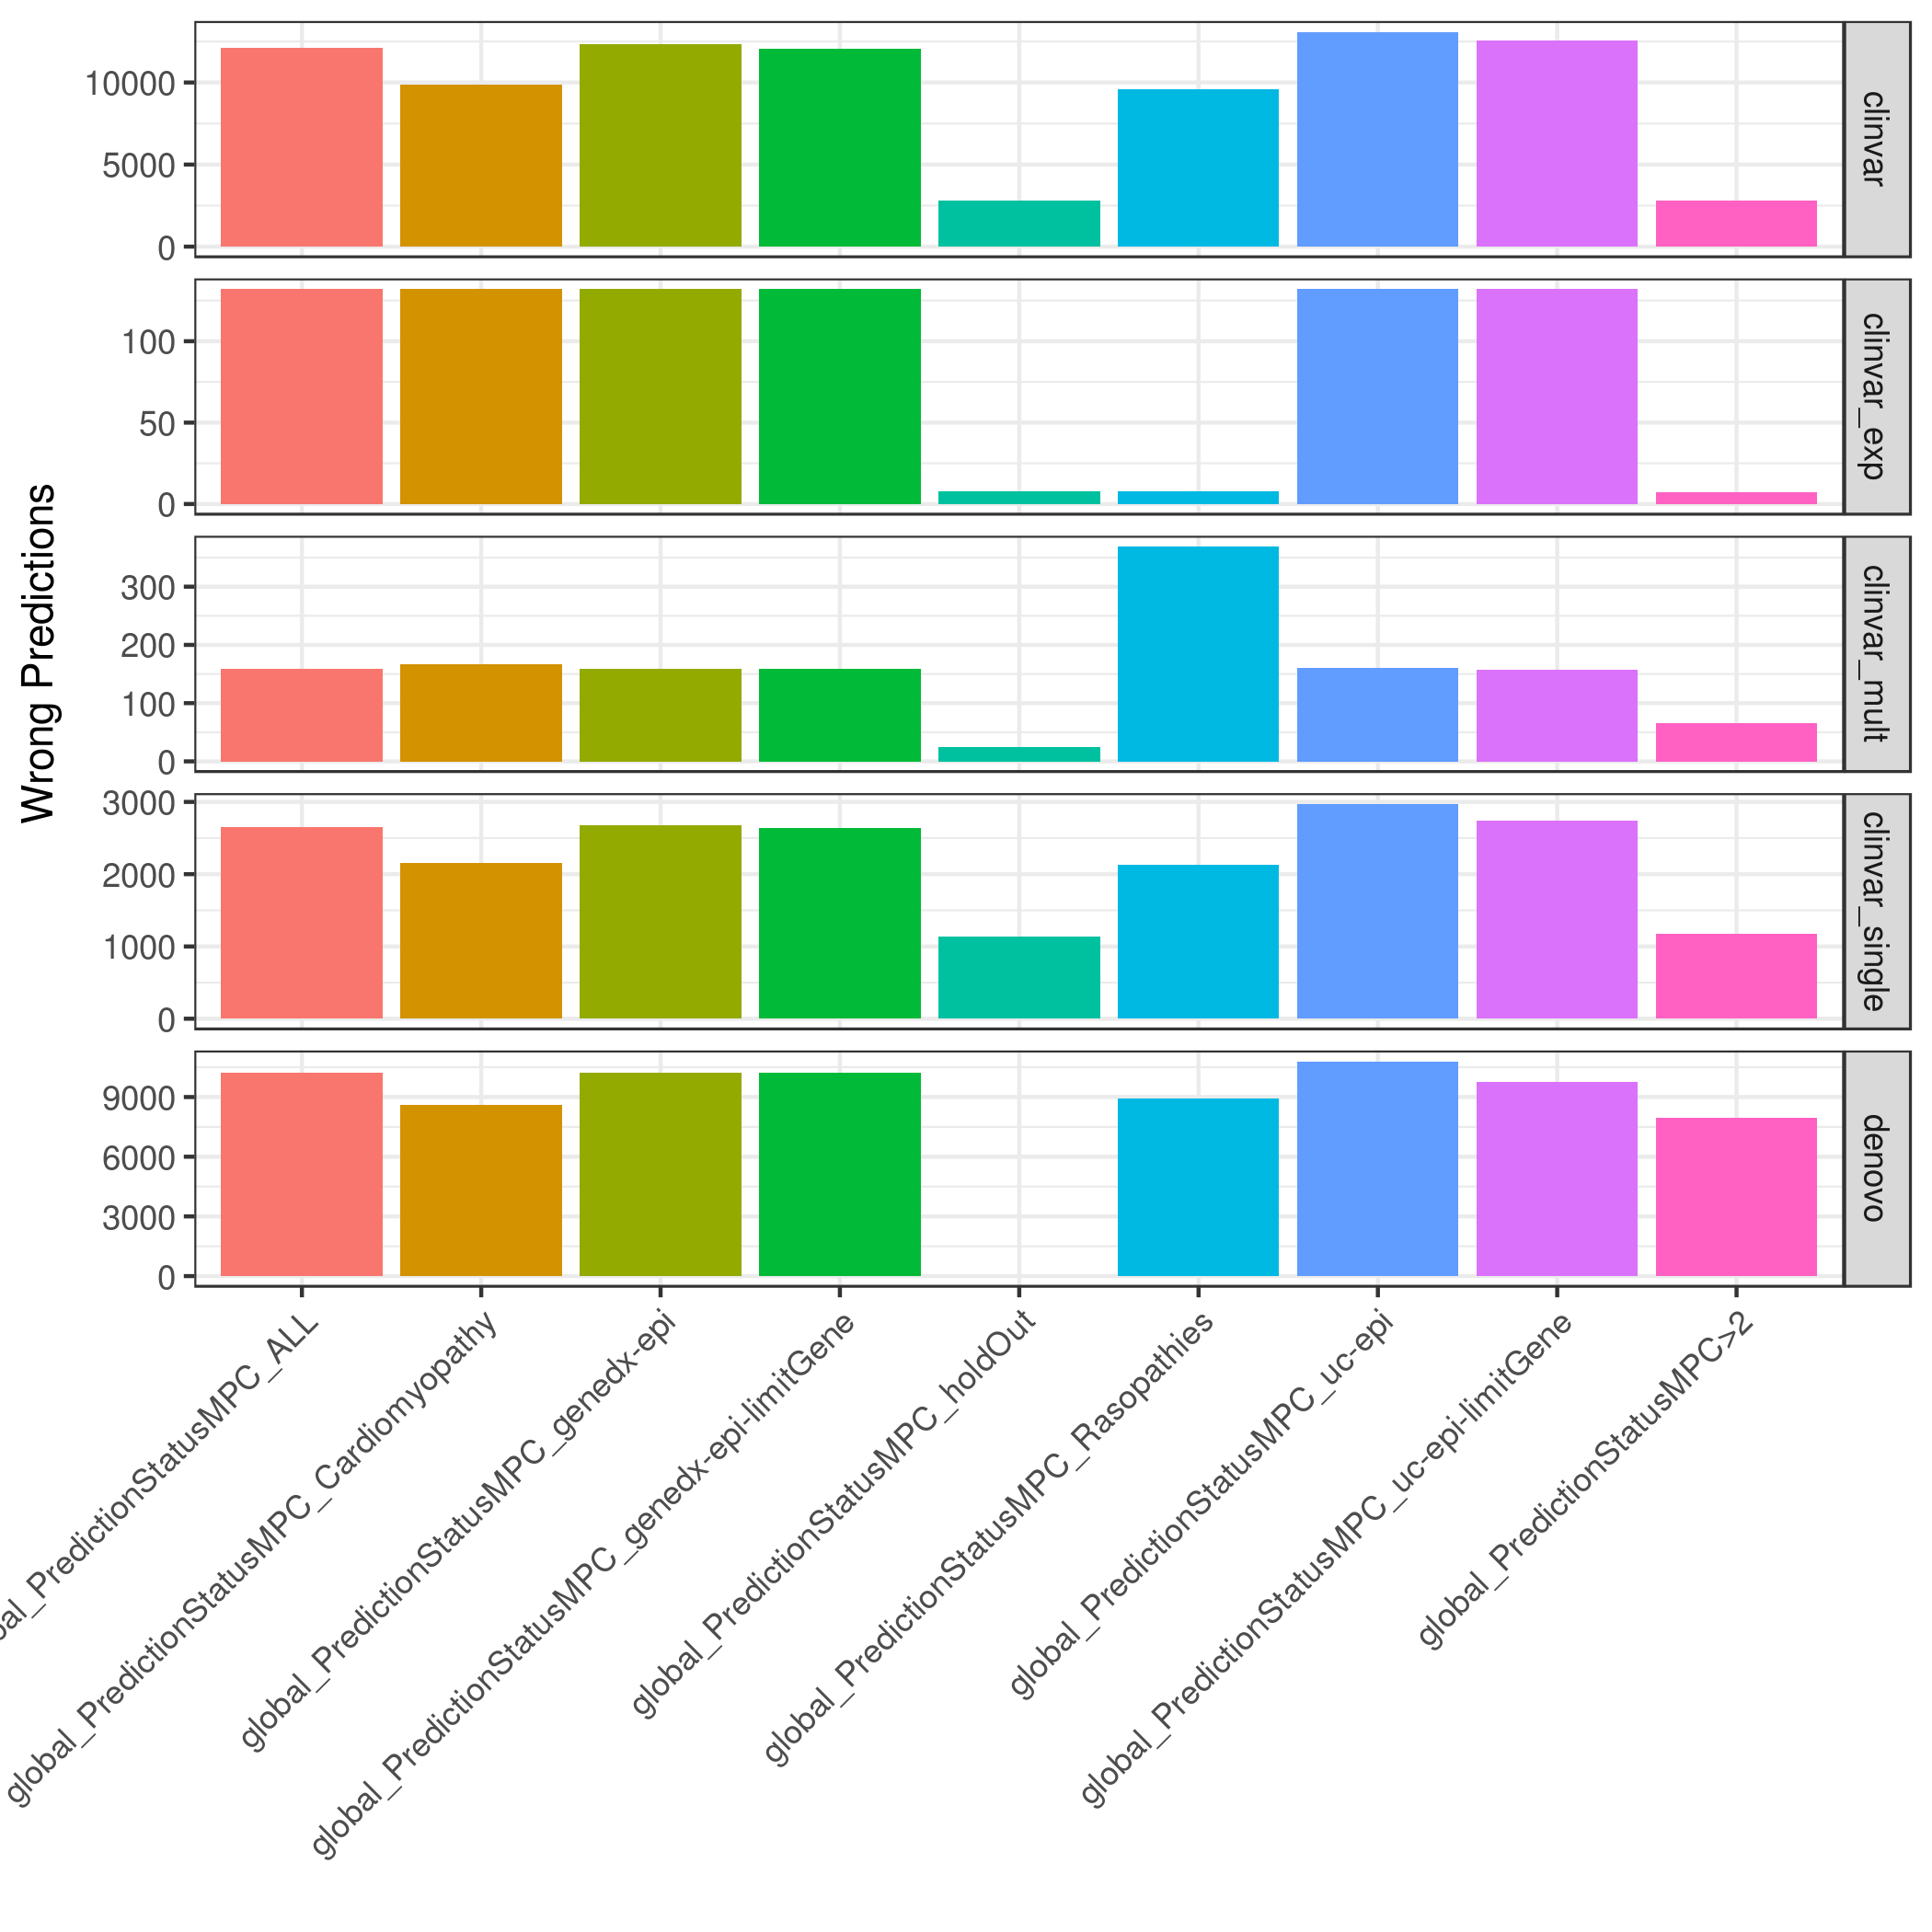 Wrong Predictions
10000
5000
0
clinvar
100
50
0
clinvar_exp
300
200
100
0
clinvar_mult
3000
2000
1000
0
clinvar_single
9000
6000
3000
0
denovo
bal_PredictionStatusMPC_ALL
global_PredictionStatusMPC_Cardiomyopathy
global_PredictionStatusMPC_genedx-epi
global_PredictionStatusMPC_genedx-epi-limitGene
global_PredictionStatusMPC_holdOut
global_PredictionStatusMPC_Rasopathies
global_PredictionStatusMPC_uc-epi
global_PredictionStatusMPC_uc-epi-limitGene
global_PredictionStatusMPC>2